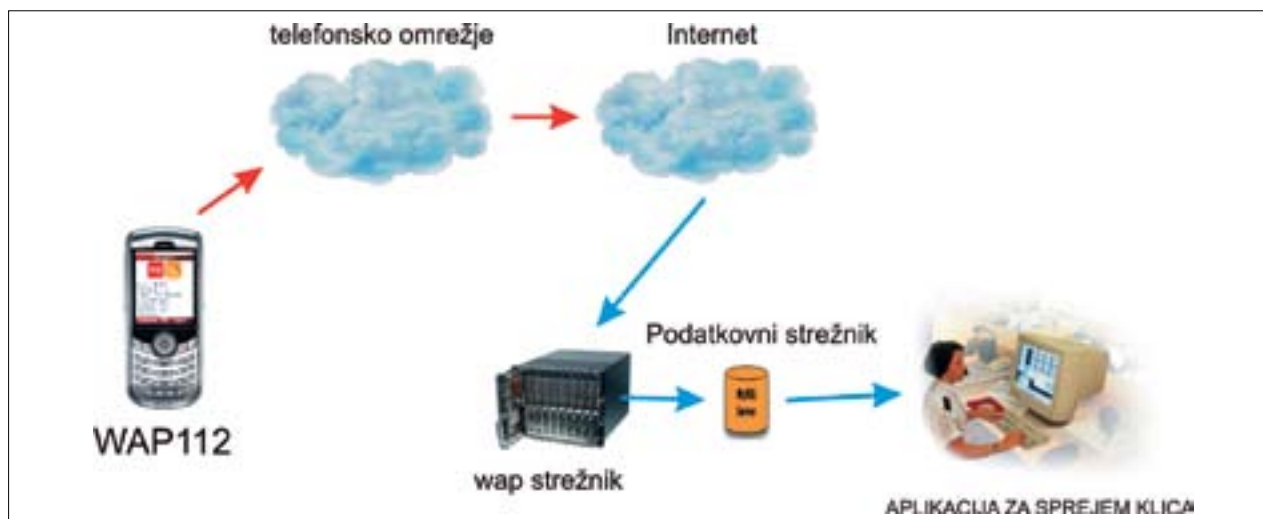 telefonsko omrežje
Internet
WAP112
Podatkovni strežnik
wap strežnik
APLIKACIJA ZA SPREJEM KLICA